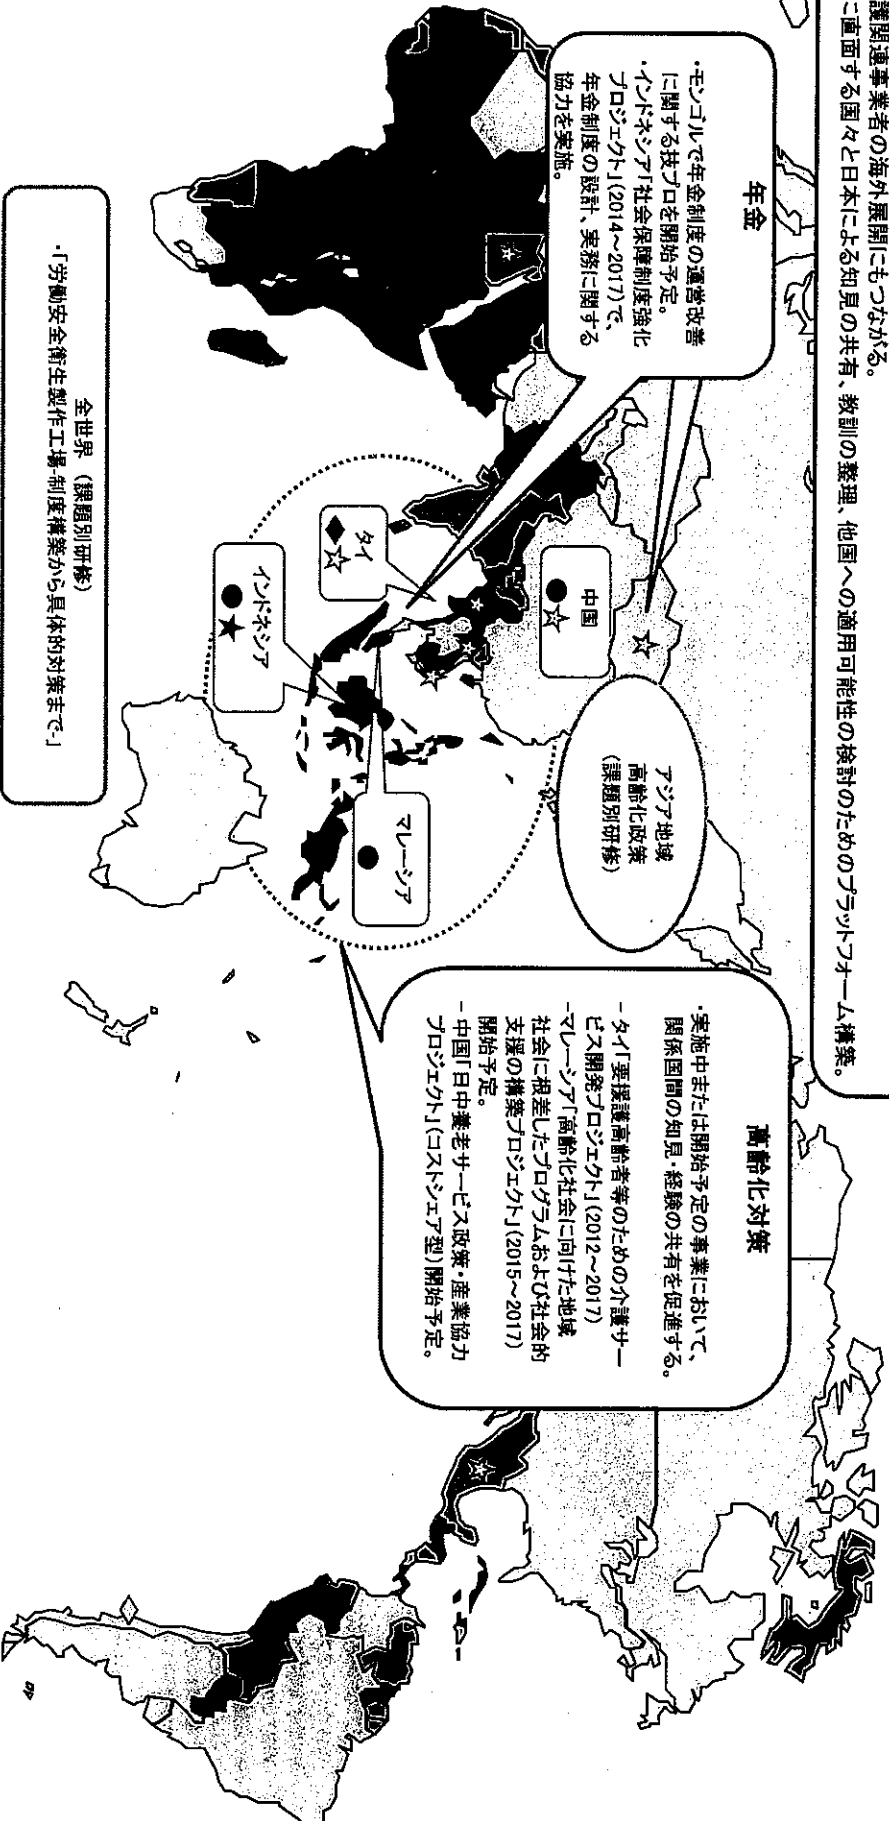 護関連事業者の海外展開にもつながる。
に直面する国々と日本による知見の共有、教訓の整理、他国への適用可能性の検討のためのプラットフォーム構築。
年金
・モンゴルで年金制度の運営改善
に関する技プロを開始予定。
・インドネシア「社会保障制度強化
プロジェクト」(2014～2017)で、
年金制度の設計、実務に関する
協力を実施。
中国
タイ
インドネシア
マレーシア
アジア地域
高齢化政策
(課題別研修)
高齢化対策
・実施中または開始予定の事業において、
関係国間の知見・経験の共有を促進する。
－タイ「要援護高齢者等のための介護サー
ビス開発プロジェクト」(2012～2017)
－マレーシア「高齢化社会に向けた地域
社会に根差したプログラムおよび社会的
支援の構築プロジェクト」(2015～2017)
開始予定。
－中国「日中養老サービス政策・産業協力
プロジェクト」(コストシェア型)開始予定。
全世界 (課題別研修)
・「労働安全衛生製作工場-制度構築から具体的対策まで-」